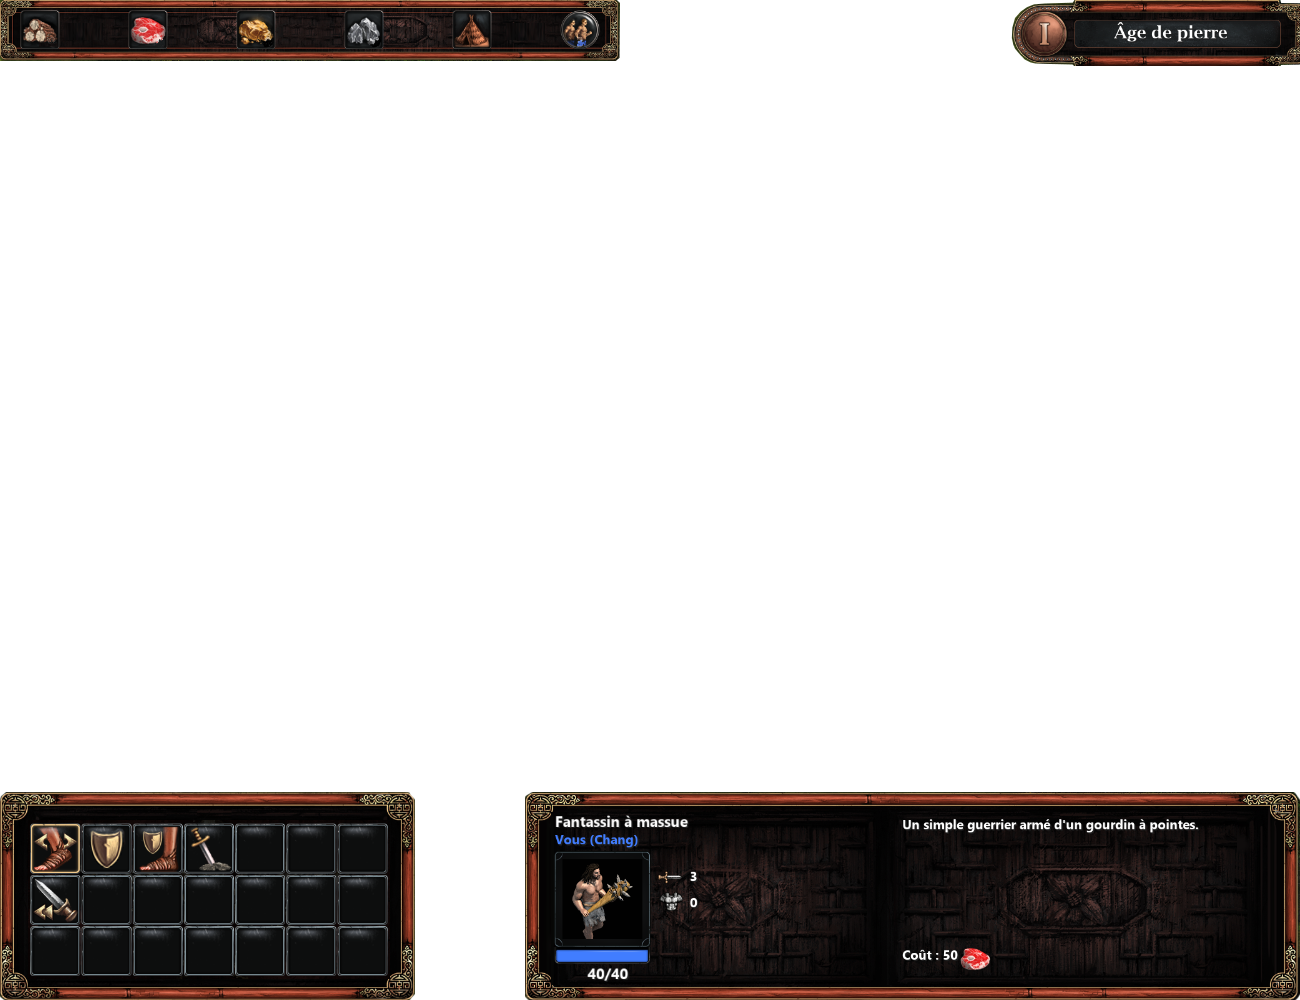 I
Âge de pierre
Fantassin à massue
Vous (Chang)
3
0
40/40
Un simple guerrier armé d'un gourdin à pointes.
Coût : 50